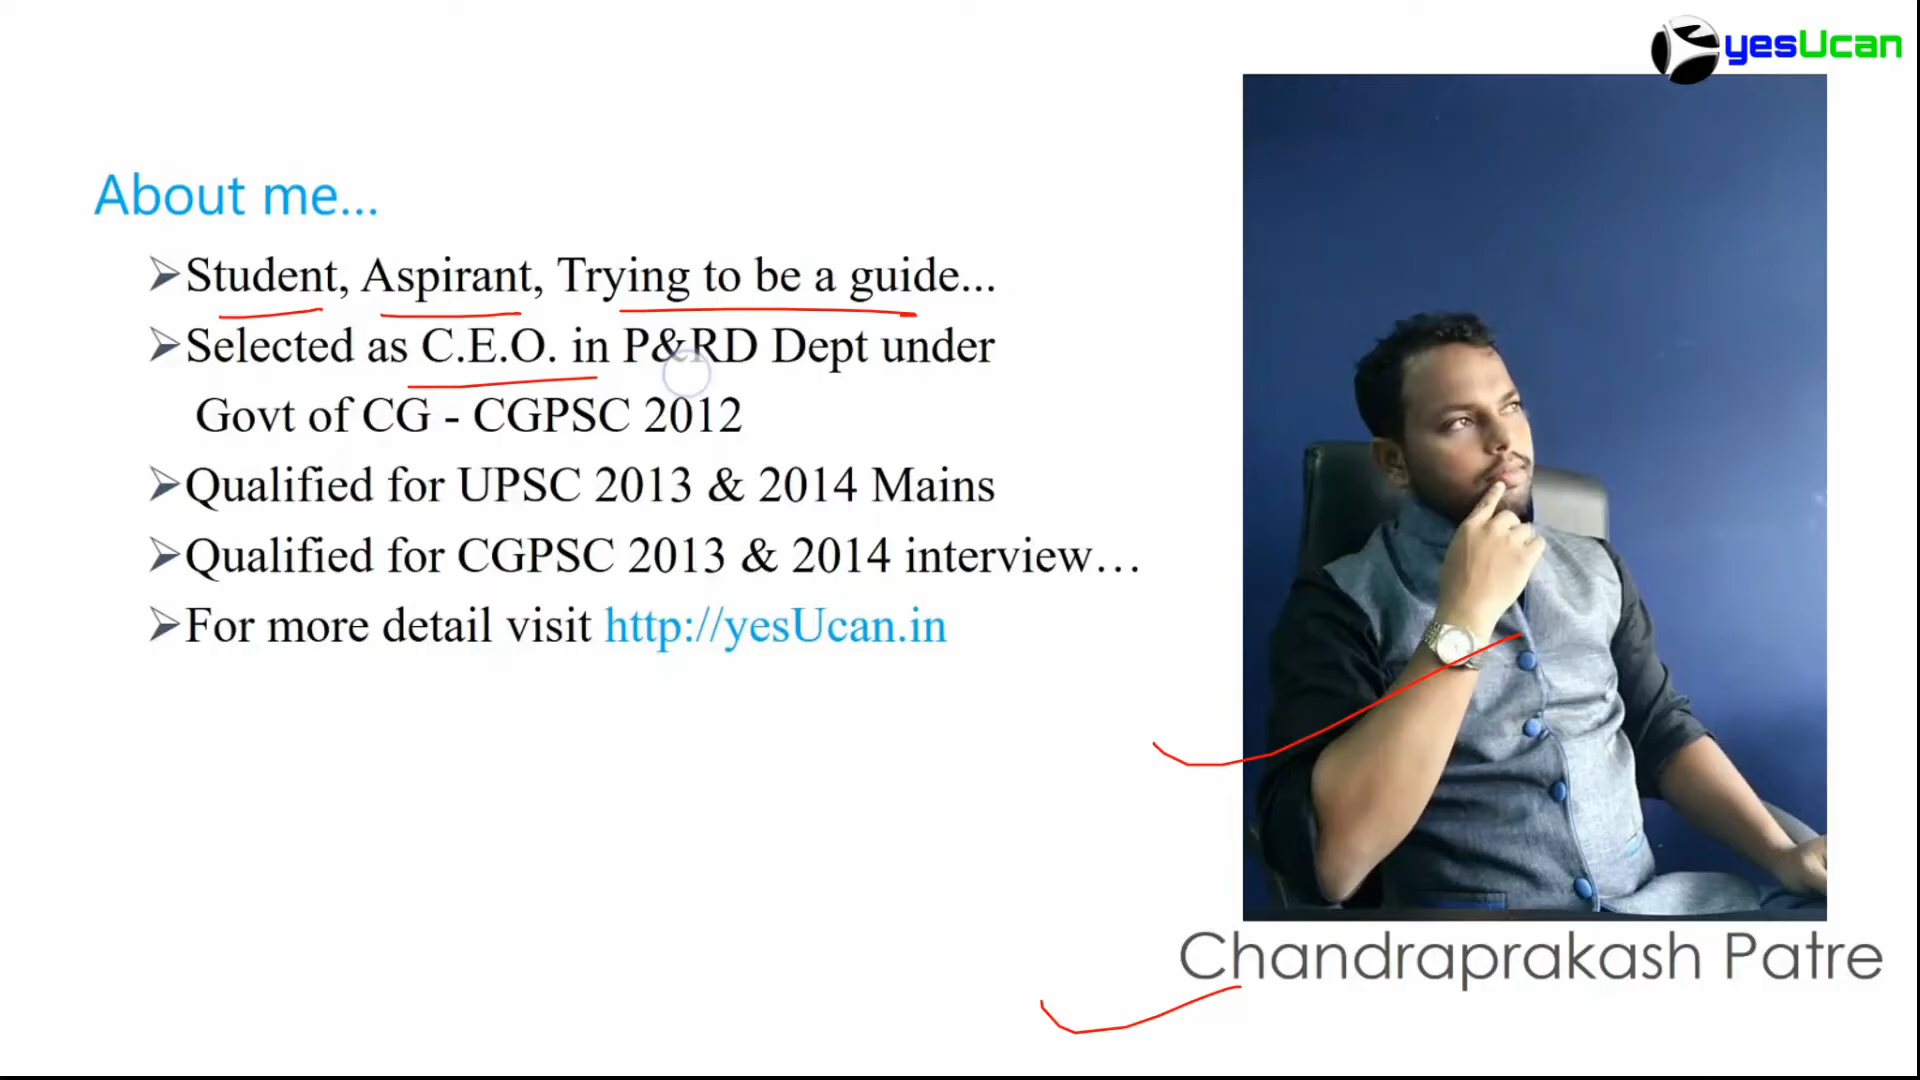 yesUcan
About me...
Student, Aspirant, Trying to be a guide...
Selected as C.E.O. in P&RD Dept under
Govt of CG - CGPSC 2012
Qualified for UPSC 2013 & 2014 Mains
Qualified for CGPSC 2013 & 2014 interview…
For more detail visit http://yesUcan.in
Chandraprakash Patre